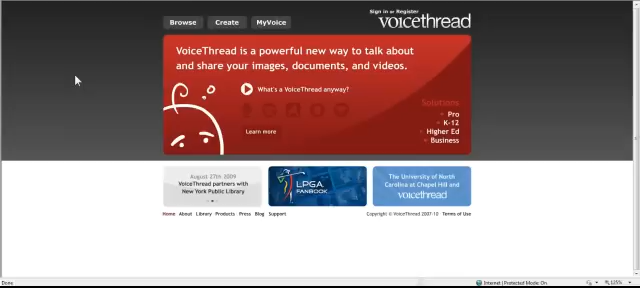 Sign in or Register
Browse
Create
MyVoice
voicethread
VoiceThread is a powerful new way to talk about
and share your images, documents, and videos.
What's a VoiceThread anyway?
Learn more
Solutions
Pro
K-12
Higher Ed
Business
August 27th 2009
VoiceThread partners with
New York Public Library
LPGA
FANBOOK
The University of North
Carolina at Chapel Hill and
voicethread
Home About Library Products Press Blog Support
Copyright © VoiceThread 2007-10 Terms of Use
Done
Internet | Protected Mode: On
125%